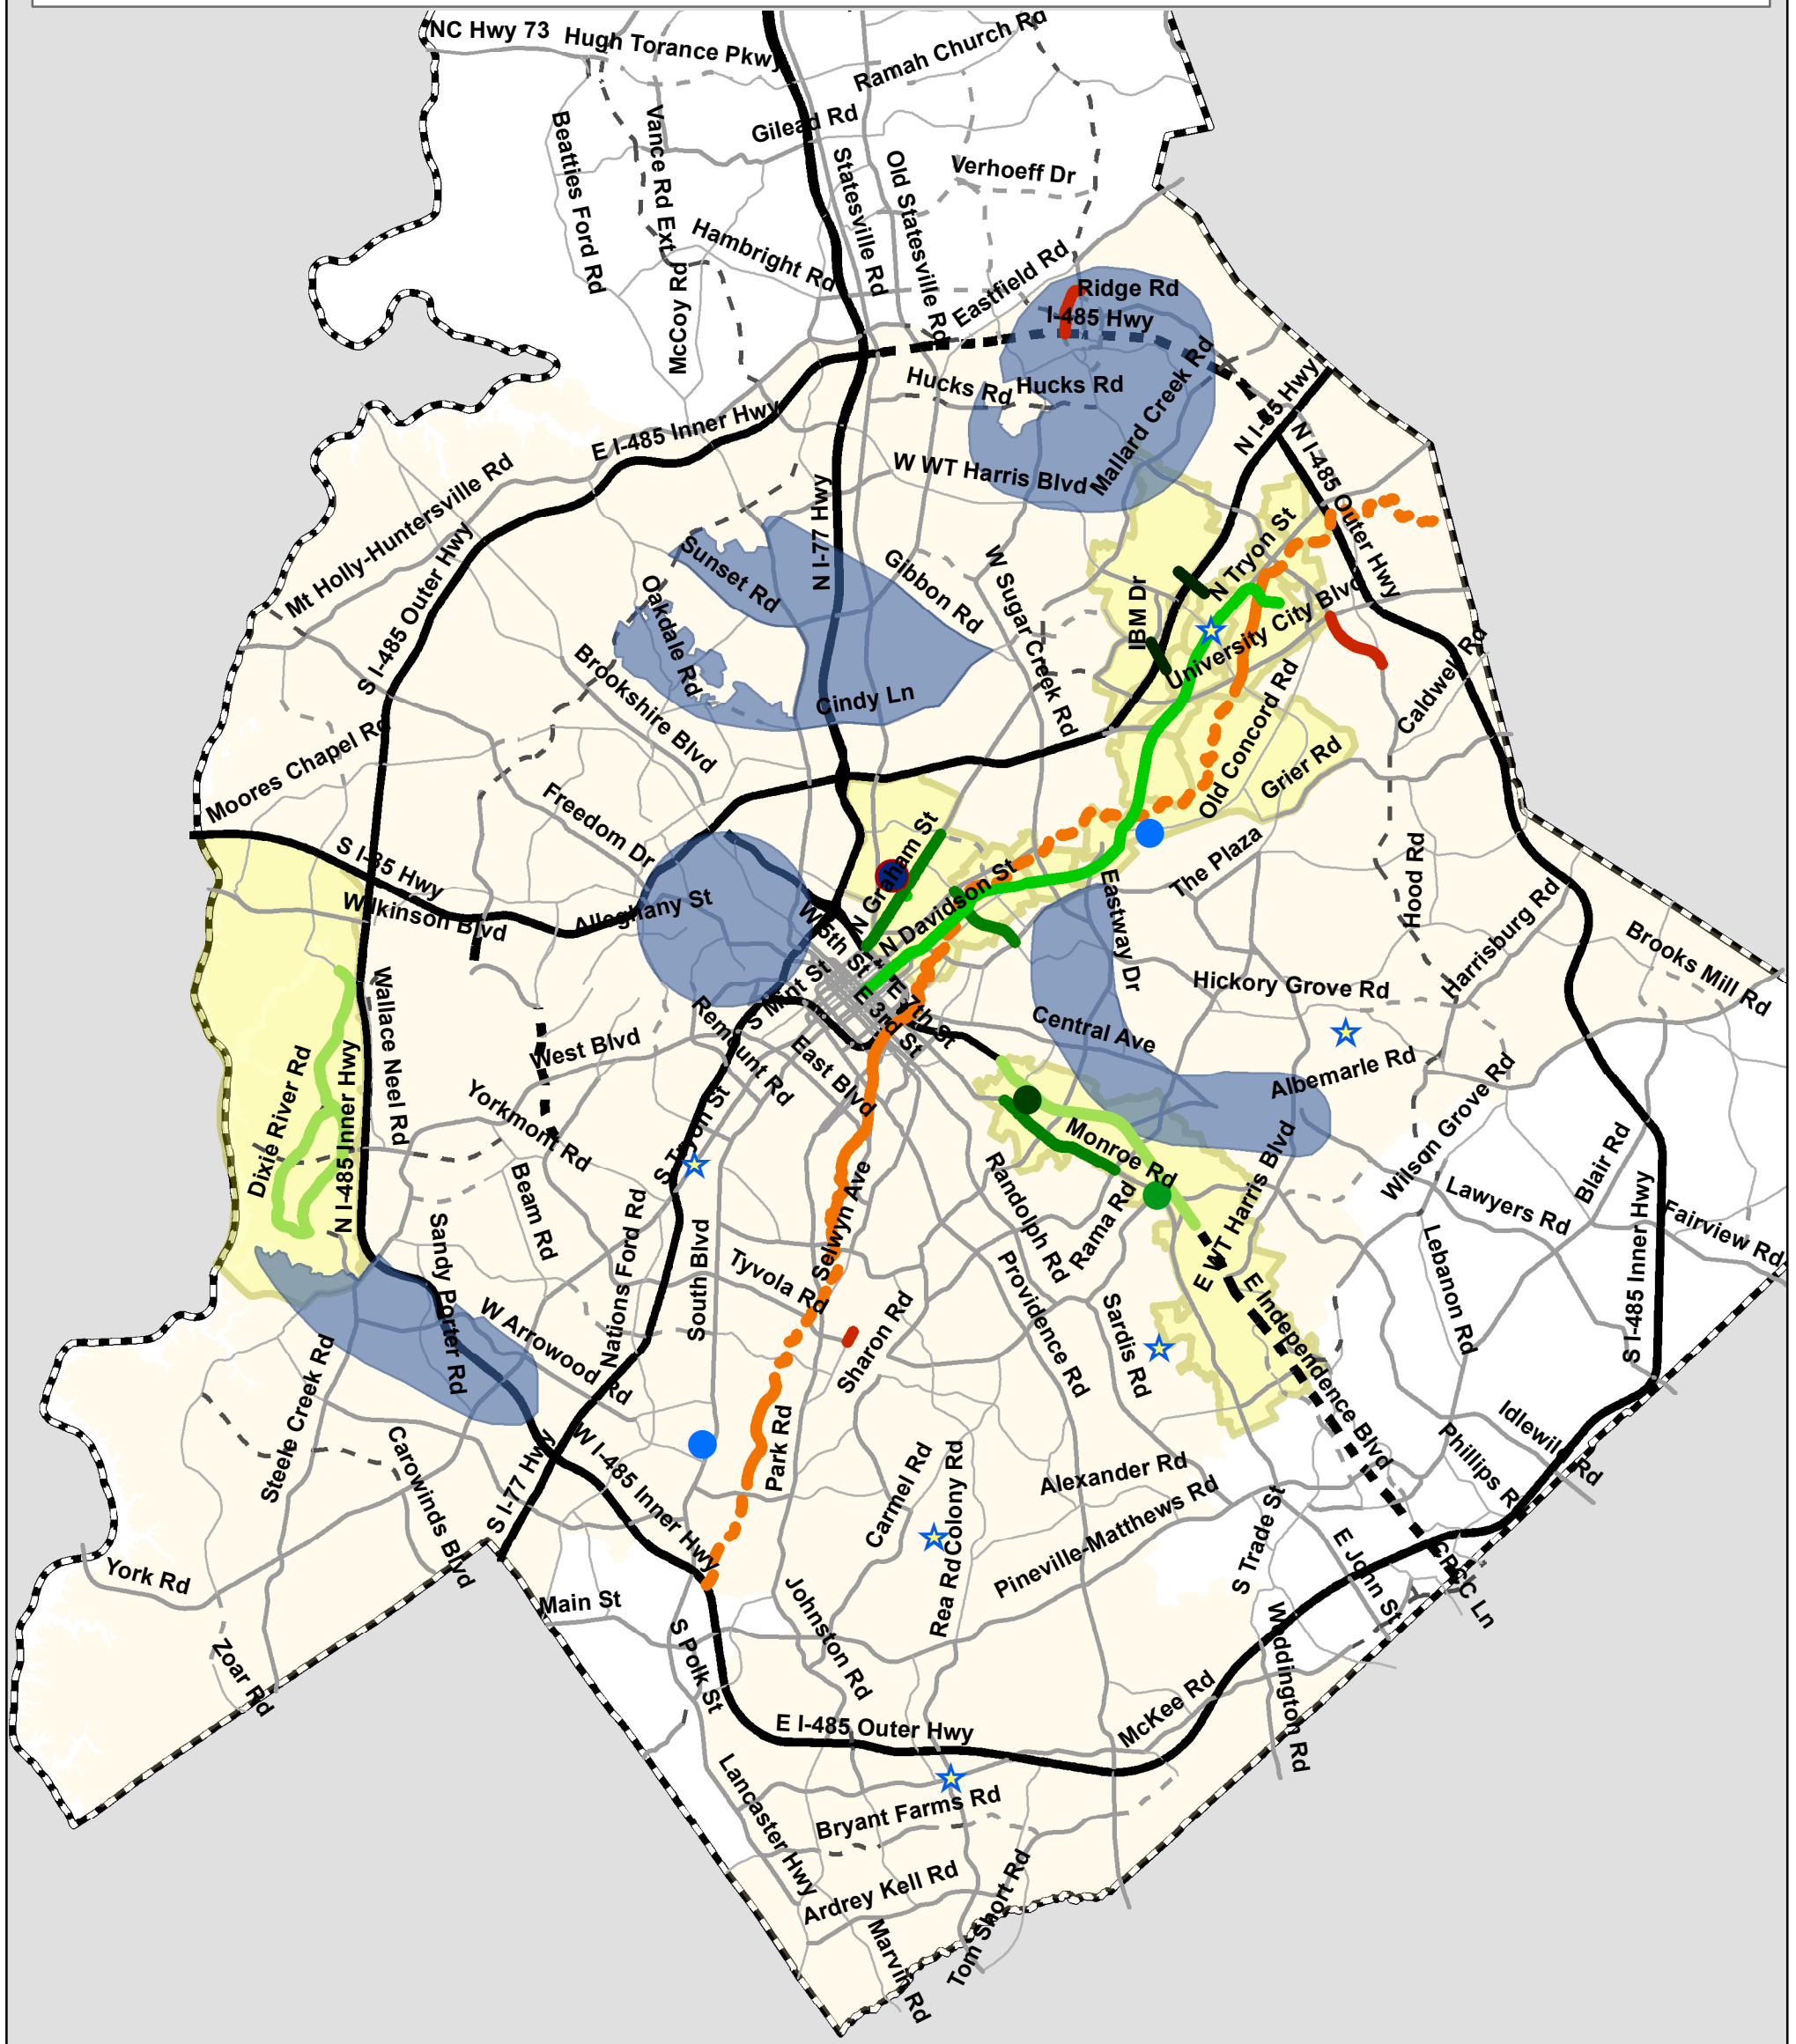 NC Hwy 73
Hugh Torance Pkwy
Ramah Church Rd
Beatties Ford Rd
Vance Rd Ext
Gilead Rd
Statesville Rd
Old Statesville Rd
Verhoeff Dr
Hambright Rd
McCoy Rd
Eastfield Rd
Ridge Rd
I-485 Hwy
Hucks Rd
Hucks Rd
Mallard Creek Rd
N I-85 Hwy
E I-485 Inner Hwy
W WT Harris Blvd
N I-485 Outer Hwy
Mt Holly-Huntersville Rd
S I-485 Outer Hwy
N I-77 Hwy
Sunset Rd
Gibbon Rd
W Sugar Creek Rd
N Tryon St
IBM Dr
Oakdale Rd
University City Blvd
Brookshire Blvd
Cindy Ln
Caldwell Rd
Old Concord Rd
Grier Rd
Moores Chapel Rd
Freedom Dr
S I-85 Hwy
N Graham St
The Plaza
Hood Rd
Wilkinson Blvd
Alleghany St
N Davidson St
W 5th St
Eastway Dr
Harrisburg Rd
Brooks Mill Rd
Hickory Grove Rd
Wallace Neel Rd
S Mint St
E 7th St
E 3rd St
Remount Rd
East Blvd
Central Ave
Albemarle Rd
West Blvd
Dixie River Rd
N I-485 Inner Hwy
Yorkmont Rd
S Tryon St
Monroe Rd
Wilson Grove Rd
Blair Rd
Beam Rd
Selwyn Ave
Randolph Rd
Rama Rd
E WT Harris Blvd
Lawyers Rd
Fairview Rd
Sandy Porter Rd
Nations Ford Rd
South Blvd
Tyvola Rd
Providence Rd
Sardis Rd
E Independence Blvd
Lebanon Rd
S I-485 Inner Hwy
W Arrowood Rd
Sharon Rd
Steele Creek Rd
Carowinds Blvd
S I-77 Hwy
W I-485 Inner Hwy
Park Rd
Carmel Rd
Colony Rd
Alexander Rd
Pineville-Matthews Rd
Phillips R
Idlewild Rd
York Rd
Main St
Rea Rd
S Trade St
E John St
CPCC Ln
Zoar Rd
S Polk St
Johnston Rd
Waddington Rd
McKee Rd
E I-485 Outer Hwy
Lancaster Hwy
Bryant Farms Rd
Ardrey Kell Rd
Marvin Rd
Tom Short Rd